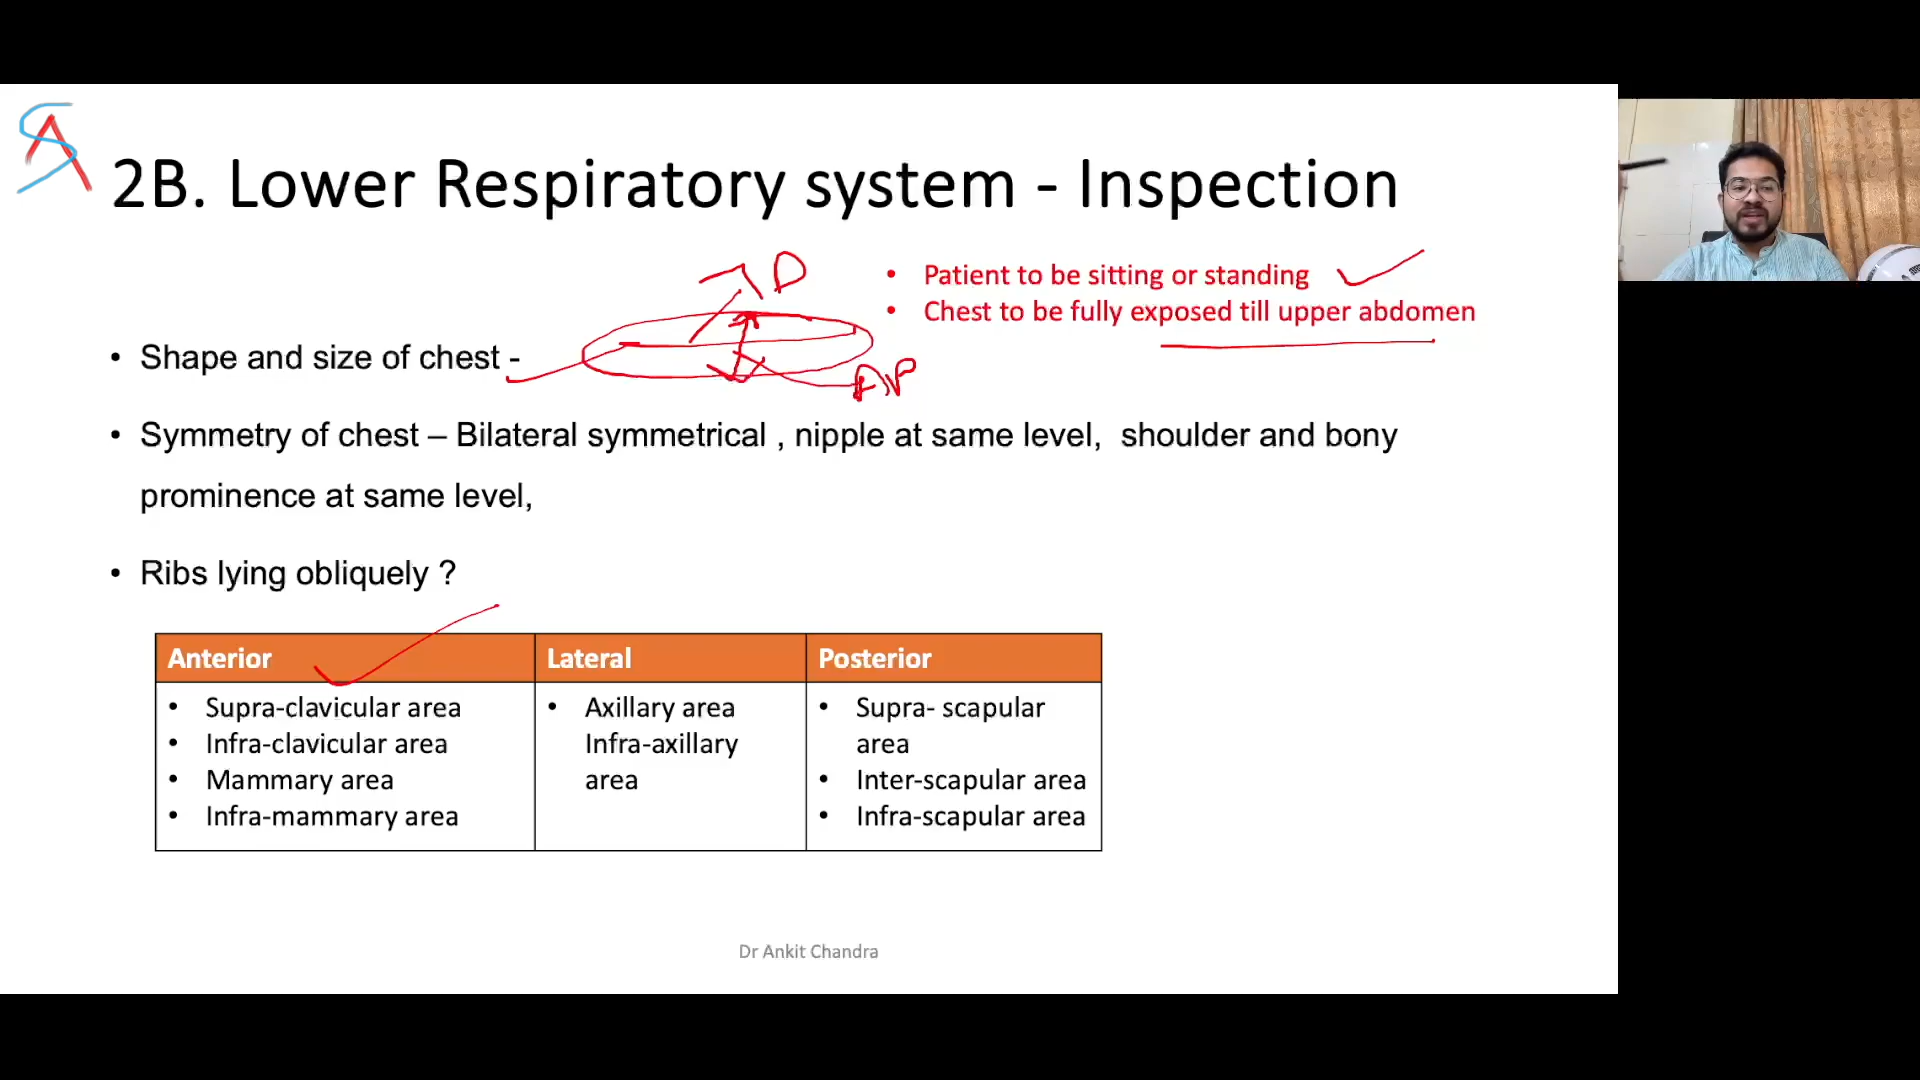 2B. Lower Respiratory system - Inspection
• Patient to be sitting or standing
• Chest to be fully exposed till upper abdomen
• Shape and size of chest -
AP
• Symmetry of chest – Bilateral symmetrical , nipple at same level, shoulder and bony
prominence at same level,
• Ribs lying obliquely ?
Anterior
• Supra-clavicular area
• Infra-clavicular area
• Mammary area
• Infra-mammary area
Lateral
• Axillary area
Infra-axillary
area
Posterior
• Supra- scapular
area
• Inter-scapular area
• Infra-scapular area
Dr Ankit Chandra